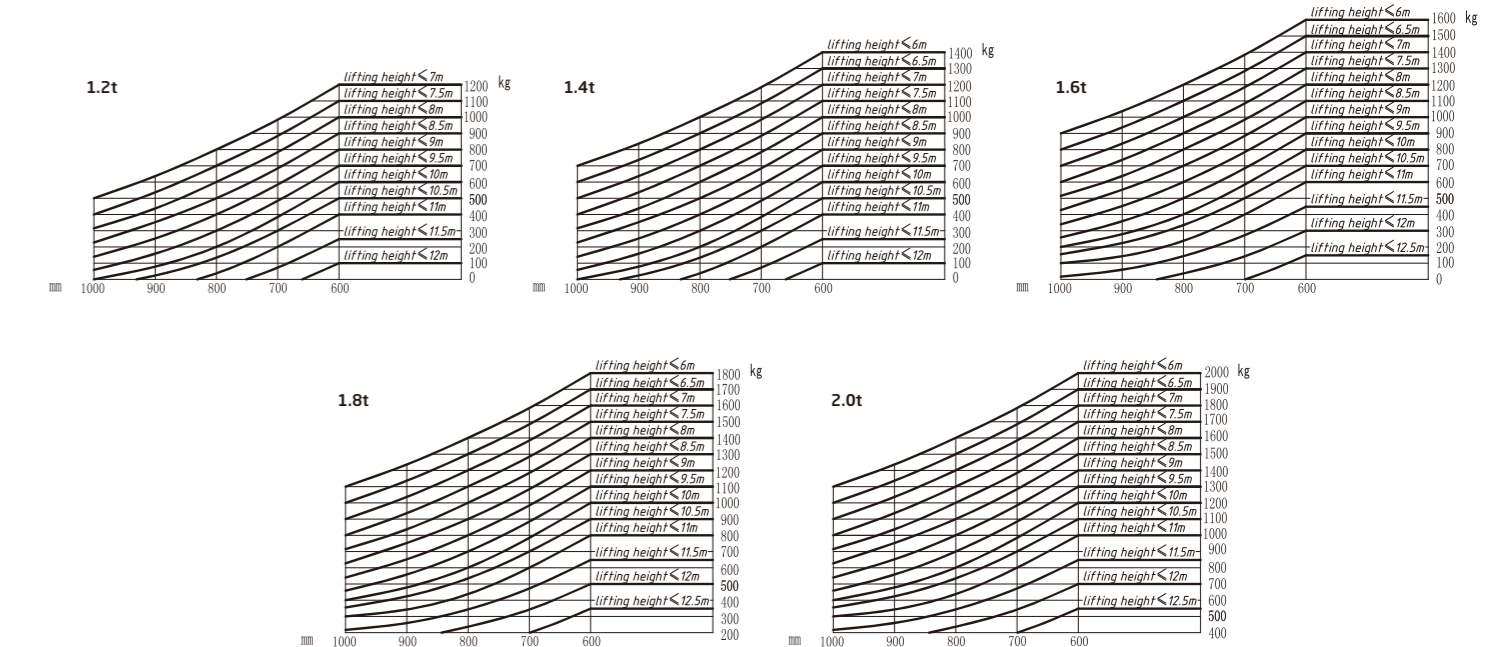 1.2t
lifting height⩽7m
lifting height⩽7.5m
lifting height⩽8m
lifting height⩽8.5m
lifting height⩽9m
lifting height⩽9.5m
lifting height⩽10m
lifting height⩽10.5m
lifting height⩽11m
lifting height⩽11.5m
lifting height⩽12m
kg
1200
1100
1000
900
800
700
600
500
400
300
200
100
0
mm 1000 900 800 700 600
1.4t
lifting height⩽6m
lifting height⩽6.5m
lifting height⩽7m
lifting height⩽7.5m
lifting height⩽8m
lifting height⩽8.5m
lifting height⩽9m
lifting height⩽9.5m
lifting height⩽10m
lifting height⩽10.5m
lifting height⩽11m
lifting height⩽11.5m
lifting height⩽12m
kg
1400
1300
1200
1100
1000
900
800
700
600
500
400
300
200
100
0
mm 1000 900 800 700 600
1.6t
lifting height⩽6m
lifting height⩽6.5m
lifting height⩽7m
lifting height⩽7.5m
lifting height⩽8m
lifting height⩽8.5m
lifting height⩽9m
lifting height⩽9.5m
lifting height⩽10m
lifting height⩽10.5m
lifting height⩽11m
lifting height⩽11.5m
lifting height⩽12m
lifting height⩽12.5m
1600 kg
1500
1400
1300
1200
1100
1000
900
800
700
600
500
400
300
200
100
0
mm 1000 900 800 700 600
1.8t
lifting height⩽6m
lifting height⩽6.5m
lifting height⩽7m
lifting height⩽7.5m
lifting height⩽8m
lifting height⩽8.5m
lifting height⩽9m
lifting height⩽9.5m
lifting height⩽10m
lifting height⩽10.5m
lifting height⩽11m
lifting height⩽11.5m
lifting height⩽12m
lifting height⩽12.5m
1800 kg
1700
1600
1500
1400
1300
1200
1100
1000
900
800
700
600
500
400
300
200
mm 1000 900 800 700 600
2.0t
lifting height⩽6m
lifting height⩽6.5m
lifting height⩽7m
lifting height⩽7.5m
lifting height⩽8m
lifting height⩽8.5m
lifting height⩽9m
lifting height⩽9.5m
lifting height⩽10m
lifting height⩽10.5m
lifting height⩽11m
lifting height⩽11.5m
lifting height⩽12m
lifting height⩽12.5m
2000 kg
1900
1800
1700
1600
1500
1400
1300
1200
1100
1000
900
800
700
600
500
400
mm 1000 900 800 700 600